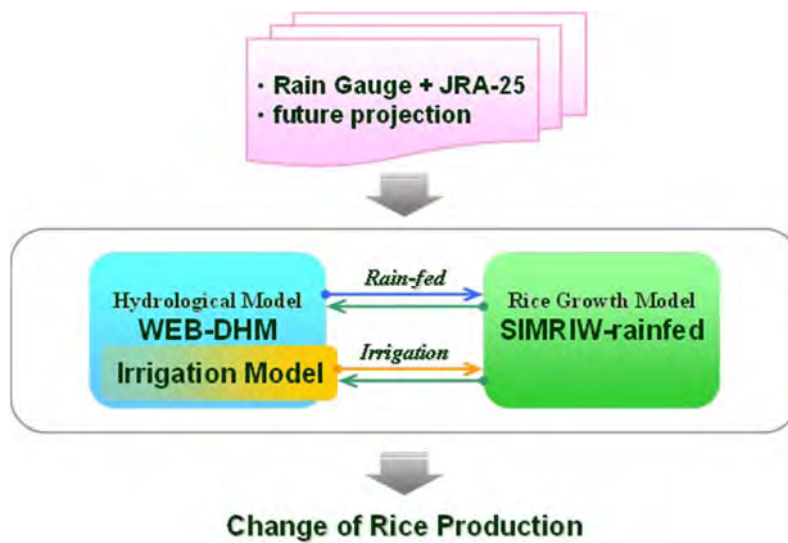 · Rain Gauge + JRA-25
· future projection
Hydrological Model
WEB-DHM
Irrigation Model
Rain-fed
Irrigation
Rice Growth Model
SIMRIW-rainfed
Change of Rice Production